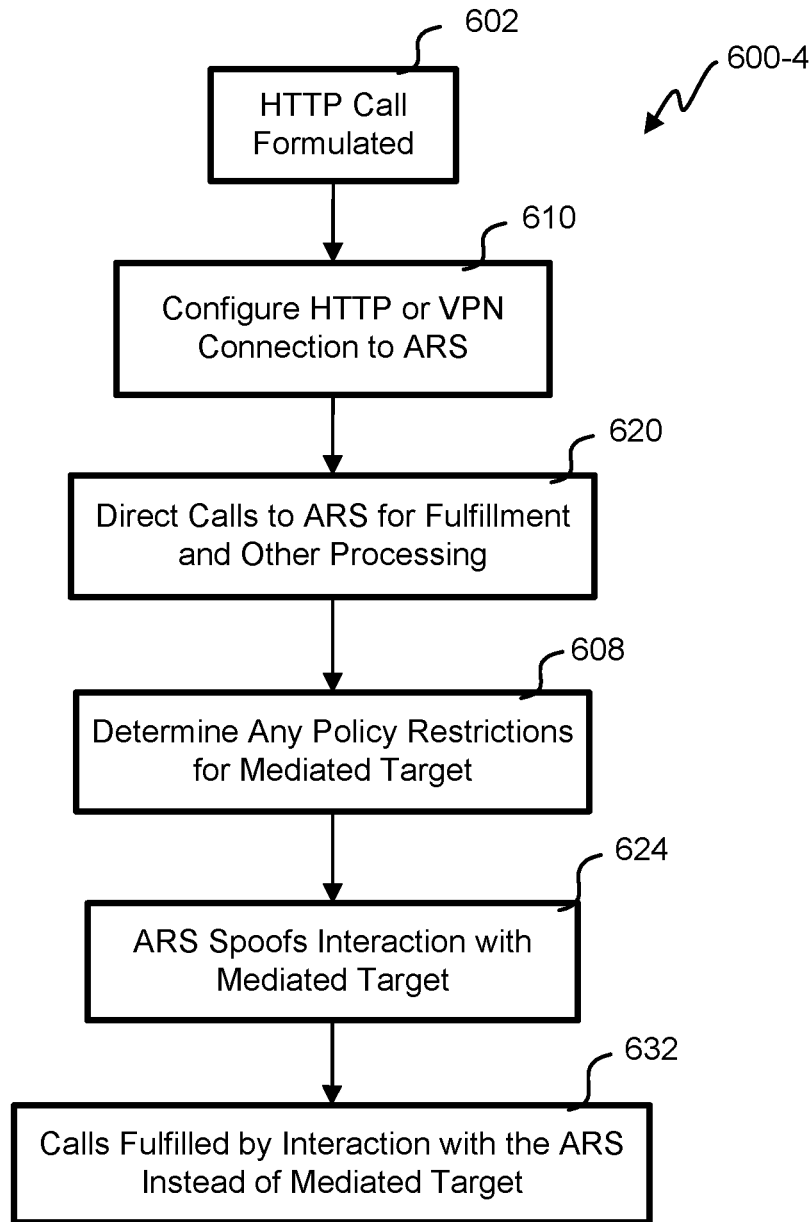 602
600-4
HTTP Call
Formulated
610
Configure HTTP or VPN
Connection to ARS
620
Direct Calls to ARS for Fulfillment
and Other Processing
608
Determine Any Policy Restrictions
for Mediated Target
624
ARS Spoofs Interaction with
Mediated Target
632
Calls Fulfilled by Interaction with the ARS
Instead of Mediated Target